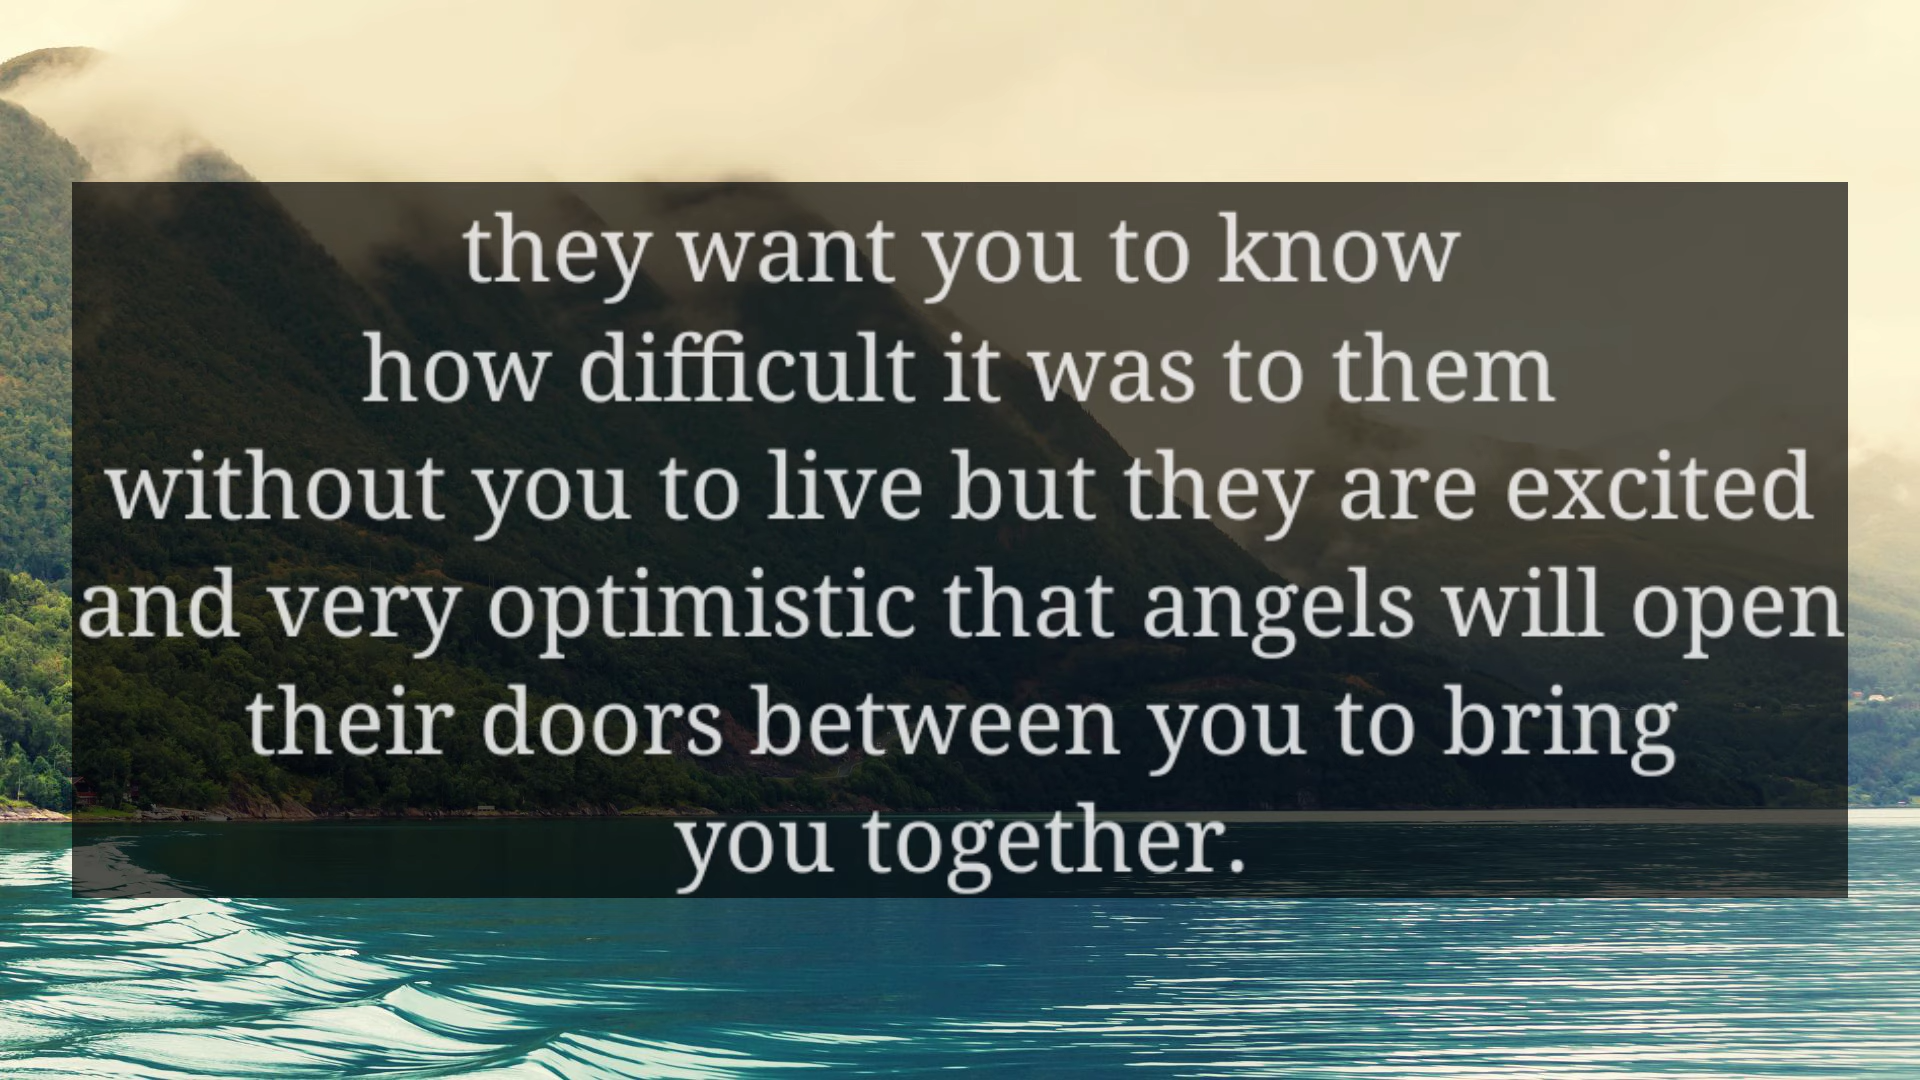 they want you to know
how difficult it was to them
without you to live but they are excited
and very optimistic that angels will open
their doors between you to bring
you together.